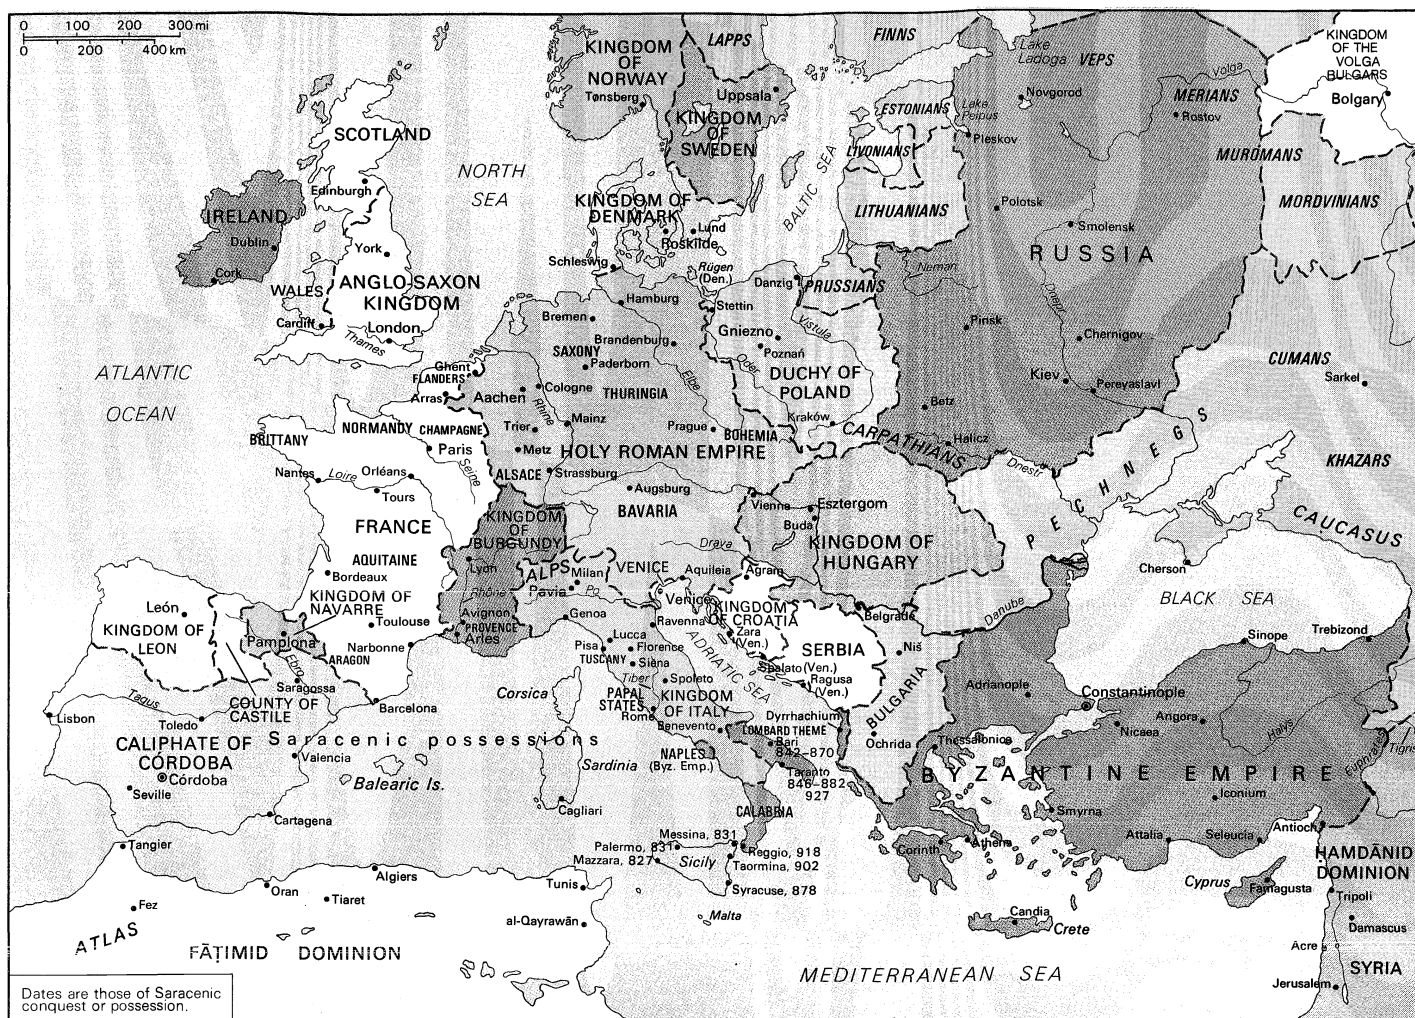 0 100 200 300 mi
0 200 400 km
KINGDOM
OF
NORWAY
Tønsberg
LAPPS
FINNS
Lake
Ladoga
VEPS
Volga
KINGDOM
OF THE
VOLGA
BULGARS
Bolgary
Uppsala
KINGDOM
OF
SWEDEN
ESTONIANS
Lake
Peipus
Novgorod
MERIANS
Rostov
Pleskov
LIVONIANS
MUROMANS
MORDVINIANS
SCOTLAND
Edinburgh
NORTH
SEA
BALTIC SEA
LITHUANIANS
Polotsk
Smolensk
RUSSIA
IRELAND
Dublin
Cork
York
ANGLO-SAXON
KINGDOM
WALES
Cardiff
London
Thames
KINGDOM OF
DENMARK
Lund
Roskilde
Schleswig
Rügen
(Den.)
Danzig
PRUSSIANS
Neman
Dnepr
Hamburg
Stettin
Bremen
Brandenburg
Gniezno
Vistula
Pinsk
Chernigov
SAXONY
Paderborn
Poznań
Oder
DUCHY OF
POLAND
CUMANS
Sarkel
ATLANTIC
OCEAN
Ghent
FLANDERS
Arras
Aachen
Cologne
THURINGIA
Elbe
Kiev
Pereyaslavl
Rhine
Betz
NORMANDY
CHAMPAGNE
Trier
Mainz
Prague
BOHEMIA
Kraków
CARPATHIANS
Halicz
BRITTANY
Paris
Metz
HOLY ROMAN EMPIRE
Dnestr
PECHNEGS
KHAZARS
Nantes
Loire
Orléans
Seine
ALSACE
Strassburg
Tours
Augsburg
BAVARIA
Vienna
Esztergom
Buda
CAUCASUS
FRANCE
KINGDOM
OF
BURGUNDY
KINGDOM OF
HUNGARY
Drava
AQUITAINE
Lyon
ALPS
Milan
VENICE
Aquileia
Agram
Cherson
Bordeaux
Rhône
Pavia
Po
Venice
BLACK SEA
KINGDOM OF
NAVARRE
León
KINGDOM OF
LEON
Pamplona
Toulouse
Avignon
PROVENCE
Arles
Genoa
Ravenna
KINGDOM
OF CROATIA
Zara
(Ven.)
Belgrade
Danube
Sinope
Trebizond
Narbonne
ARAGON
Ebro
Lucca
Pisa
Florence
TUSCANY
Siena
ADRIATIC SEA
SERBIA
Spalato (Ven.)
Ragusa
(Ven.)
Niš
Saragossa
Tagus
COUNTY OF
CASTILE
Barcelona
Corsica
Tiber
Spoleto
PAPAL
STATES
KINGDOM
OF ITALY
Rome
BULGARIA
Adrianople
Constantinople
Lisbon
Toledo
Benevento
Dyrrhachium
Nicaea
Angora
Halys
CALIPHATE OF
CÓRDOBA
Saracenic possessions
LOMBARD THEME
Bari
842–870
Ochrida
Thessalonica
Euphrates
Tigris
Córdoba
Valencia
Balearic Is.
Sardinia
NAPLES
(Byz. Emp.)
Taranto
846–882
927
BYZANTINE EMPIRE
Seville
Cagliari
CALABRIA
Smyrna
Iconium
Cartagena
Tangier
Messina, 831
Palermo, 831
Mazzara, 827
Sicily
Reggio, 918
Taormina, 902
Syracuse, 878
Corinth
Athens
Attalia
Seleucia
Antioch
HAMDĀNID
DOMINION
Algiers
Oran
Tiaret
Tunis
Fez
al-Qayrawān
Malta
Candia
Crete
Cyprus
Famagusta
Tripoli
Damascus
ATLAS
FĀṬIMID DOMINION
Acre
MEDITERRANEAN SEA
SYRIA
Jerusalem
Dates are those of Saracenic
conquest or possession.